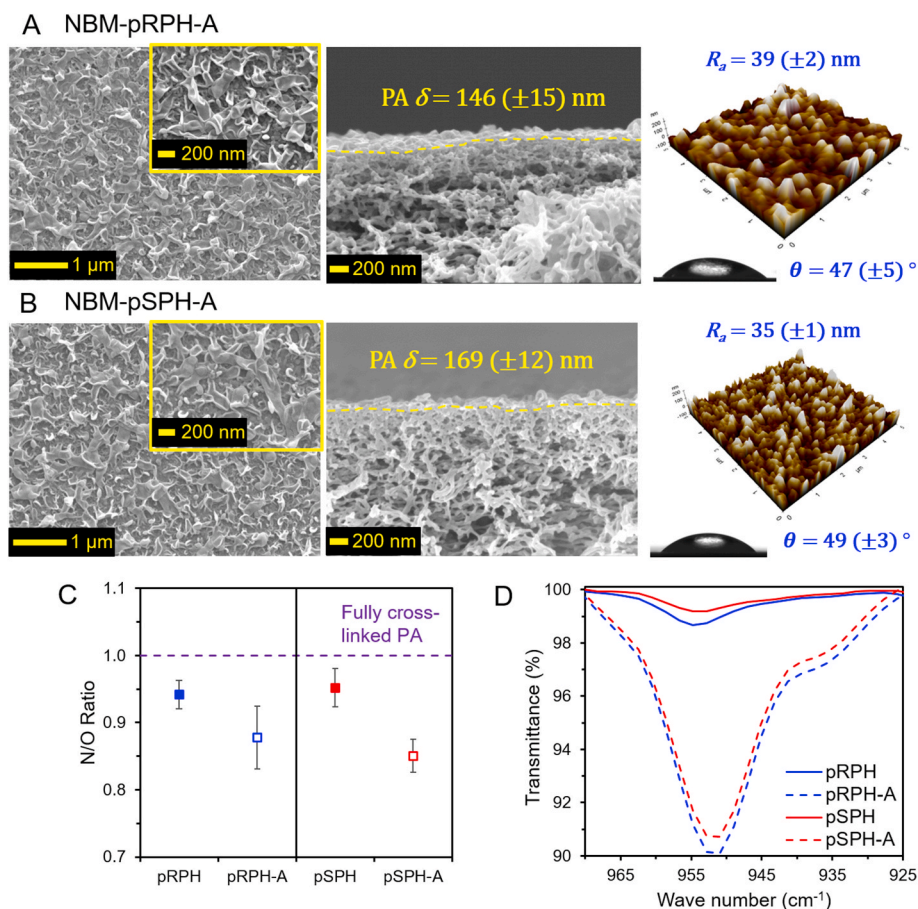 A NBM-pRPH-A
200 nm
1 µm
PA δ = 146 (±15) nm
200 nm
Rₐ = 39 (±2) nm
θ = 47 (±5) °
B NBM-pSPH-A
200 nm
1 µm
PA δ = 169 (±12) nm
200 nm
Rₐ = 35 (±1) nm
θ = 49 (±3) °
C
N/O Ratio
1.1
1.0
0.9
0.8
0.7
Fully cross-
linked PA
pRPH pRPH-A pSPH pSPH-A
D
Transmittance (%)
100
98
96
94
92
90
pRPH
pRPH-A
pSPH
pSPH-A
965 955 945 935 925
Wave number (cm⁻¹)